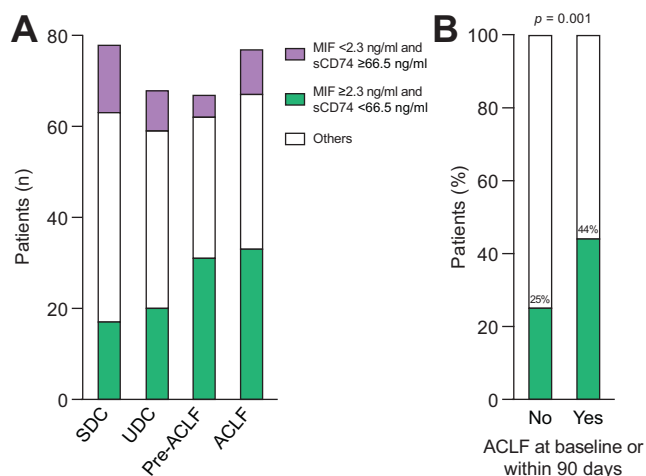 A
Patients (n)
80
60
40
20
0
SDC
UDC
Pre-ACLF
ACLF
MIF <2.3 ng/ml and
sCD74 ≥66.5 ng/ml
MIF ≥2.3 ng/ml and
sCD74 <66.5 ng/ml
Others
B
p = 0.001
Patients (%)
100
80
60
40
20
0
25%
44%
No
Yes
ACLF at baseline or
within 90 days